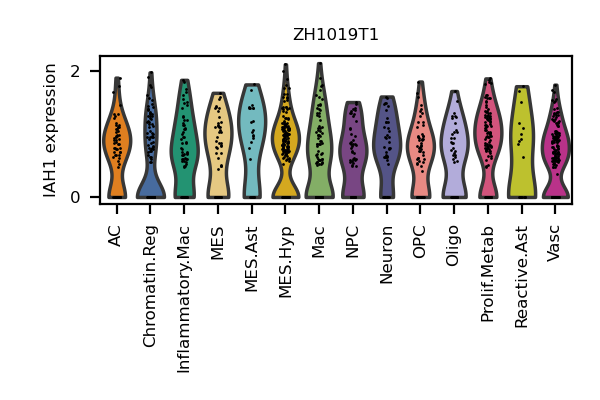 ZH1019T1
IAH1 expression
2
0
AC
Chromatin.Reg
Inflammatory.Mac
MES
MES.Ast
MES.Hyp
Mac
NPC
Neuron
OPC
Oligo
Prolif.Metab
Reactive.Ast
Vasc